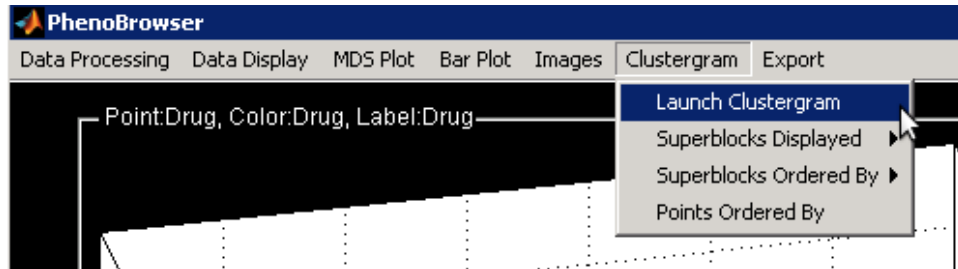 PhenoBrowser
Data Processing Data Display MDS Plot Bar Plot Images Clustergram Export
Launch Clustergram
Superblocks Displayed
Superblocks Ordered By
Points Ordered By
Point:Drug, Color:Drug, Label:Drug